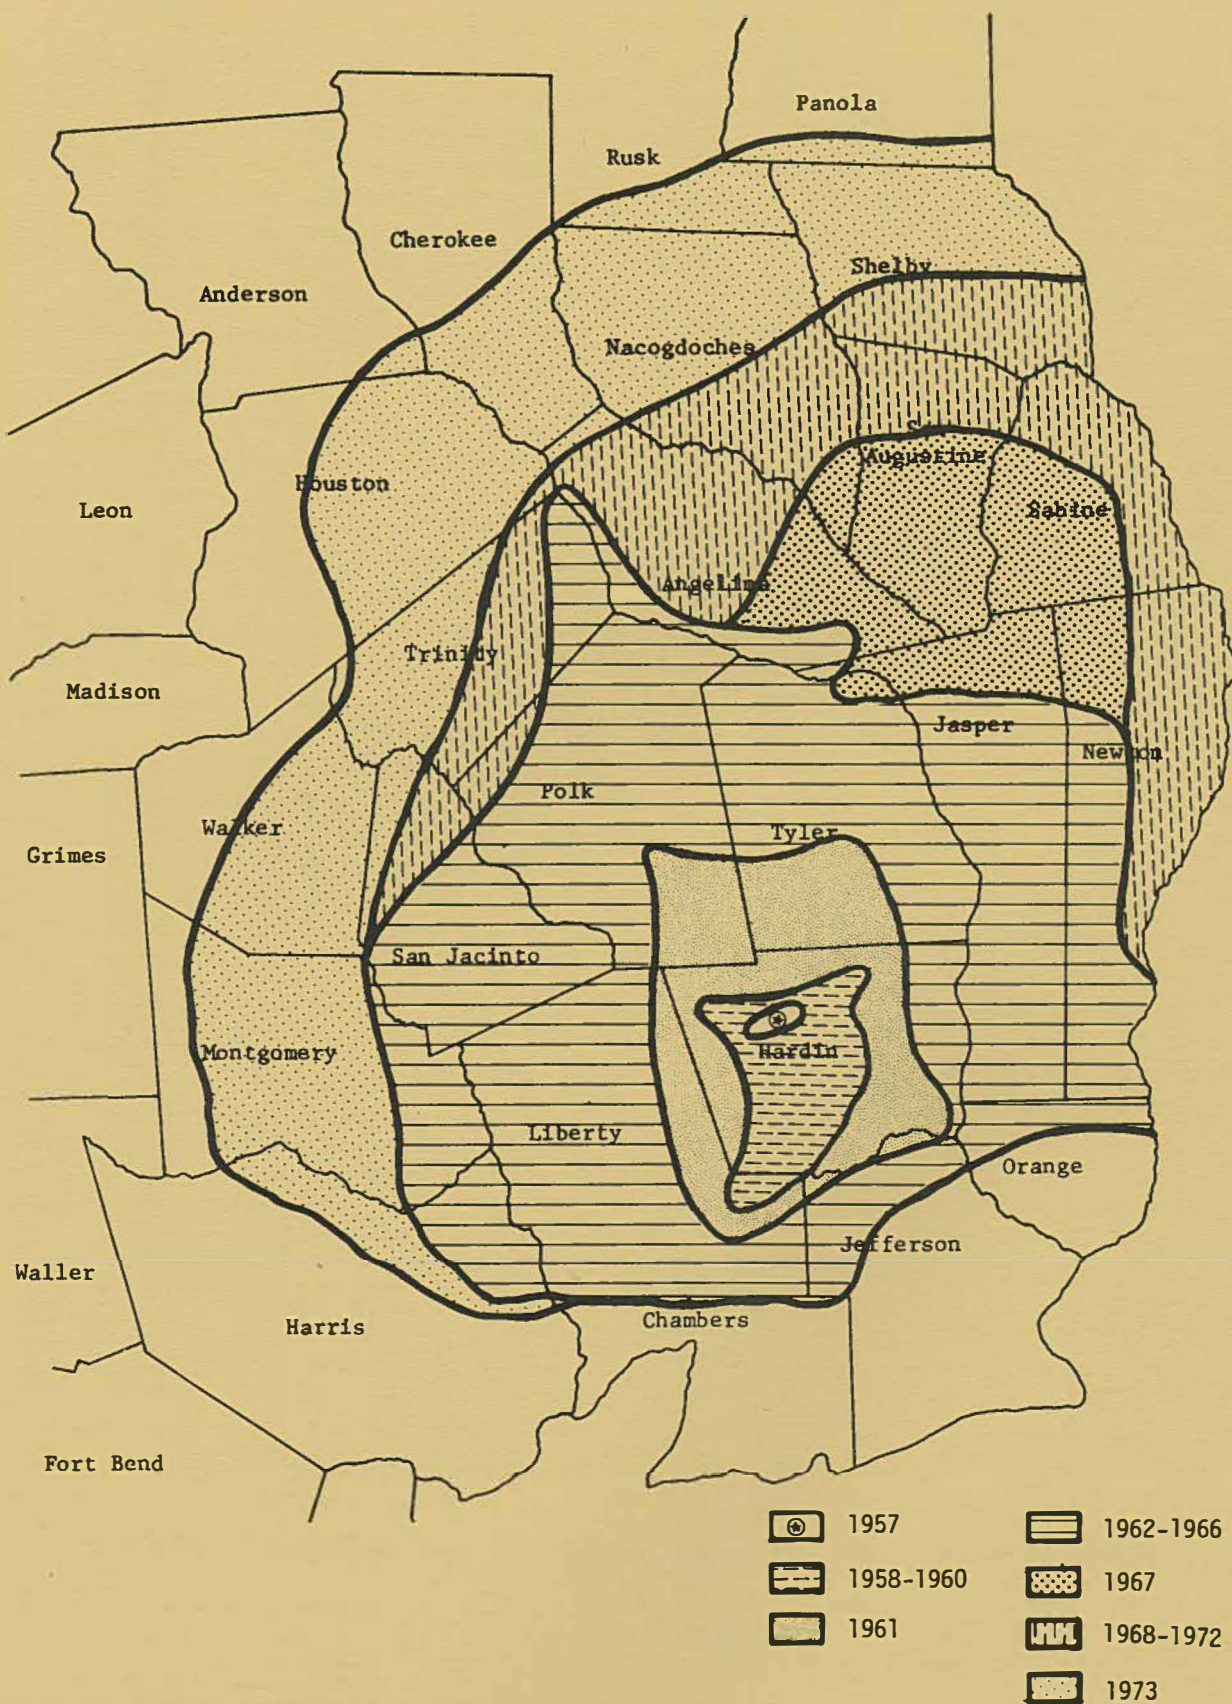 Panola
Rusk
Cherokee
Shelby
Anderson
Nacogdoches
Augustine
Houston
Leon
Sabine
Angelina
Trinity
Madison
Jasper
Newton
Polk
Walker
Tyler
Grimes
San Jacinto
Montgomery
Hardin
Liberty
Orange
Jefferson
Waller
Harris
Chambers
Fort Bend
1957
1962-1966
1958-1960
1967
1961
1968-1972
1973